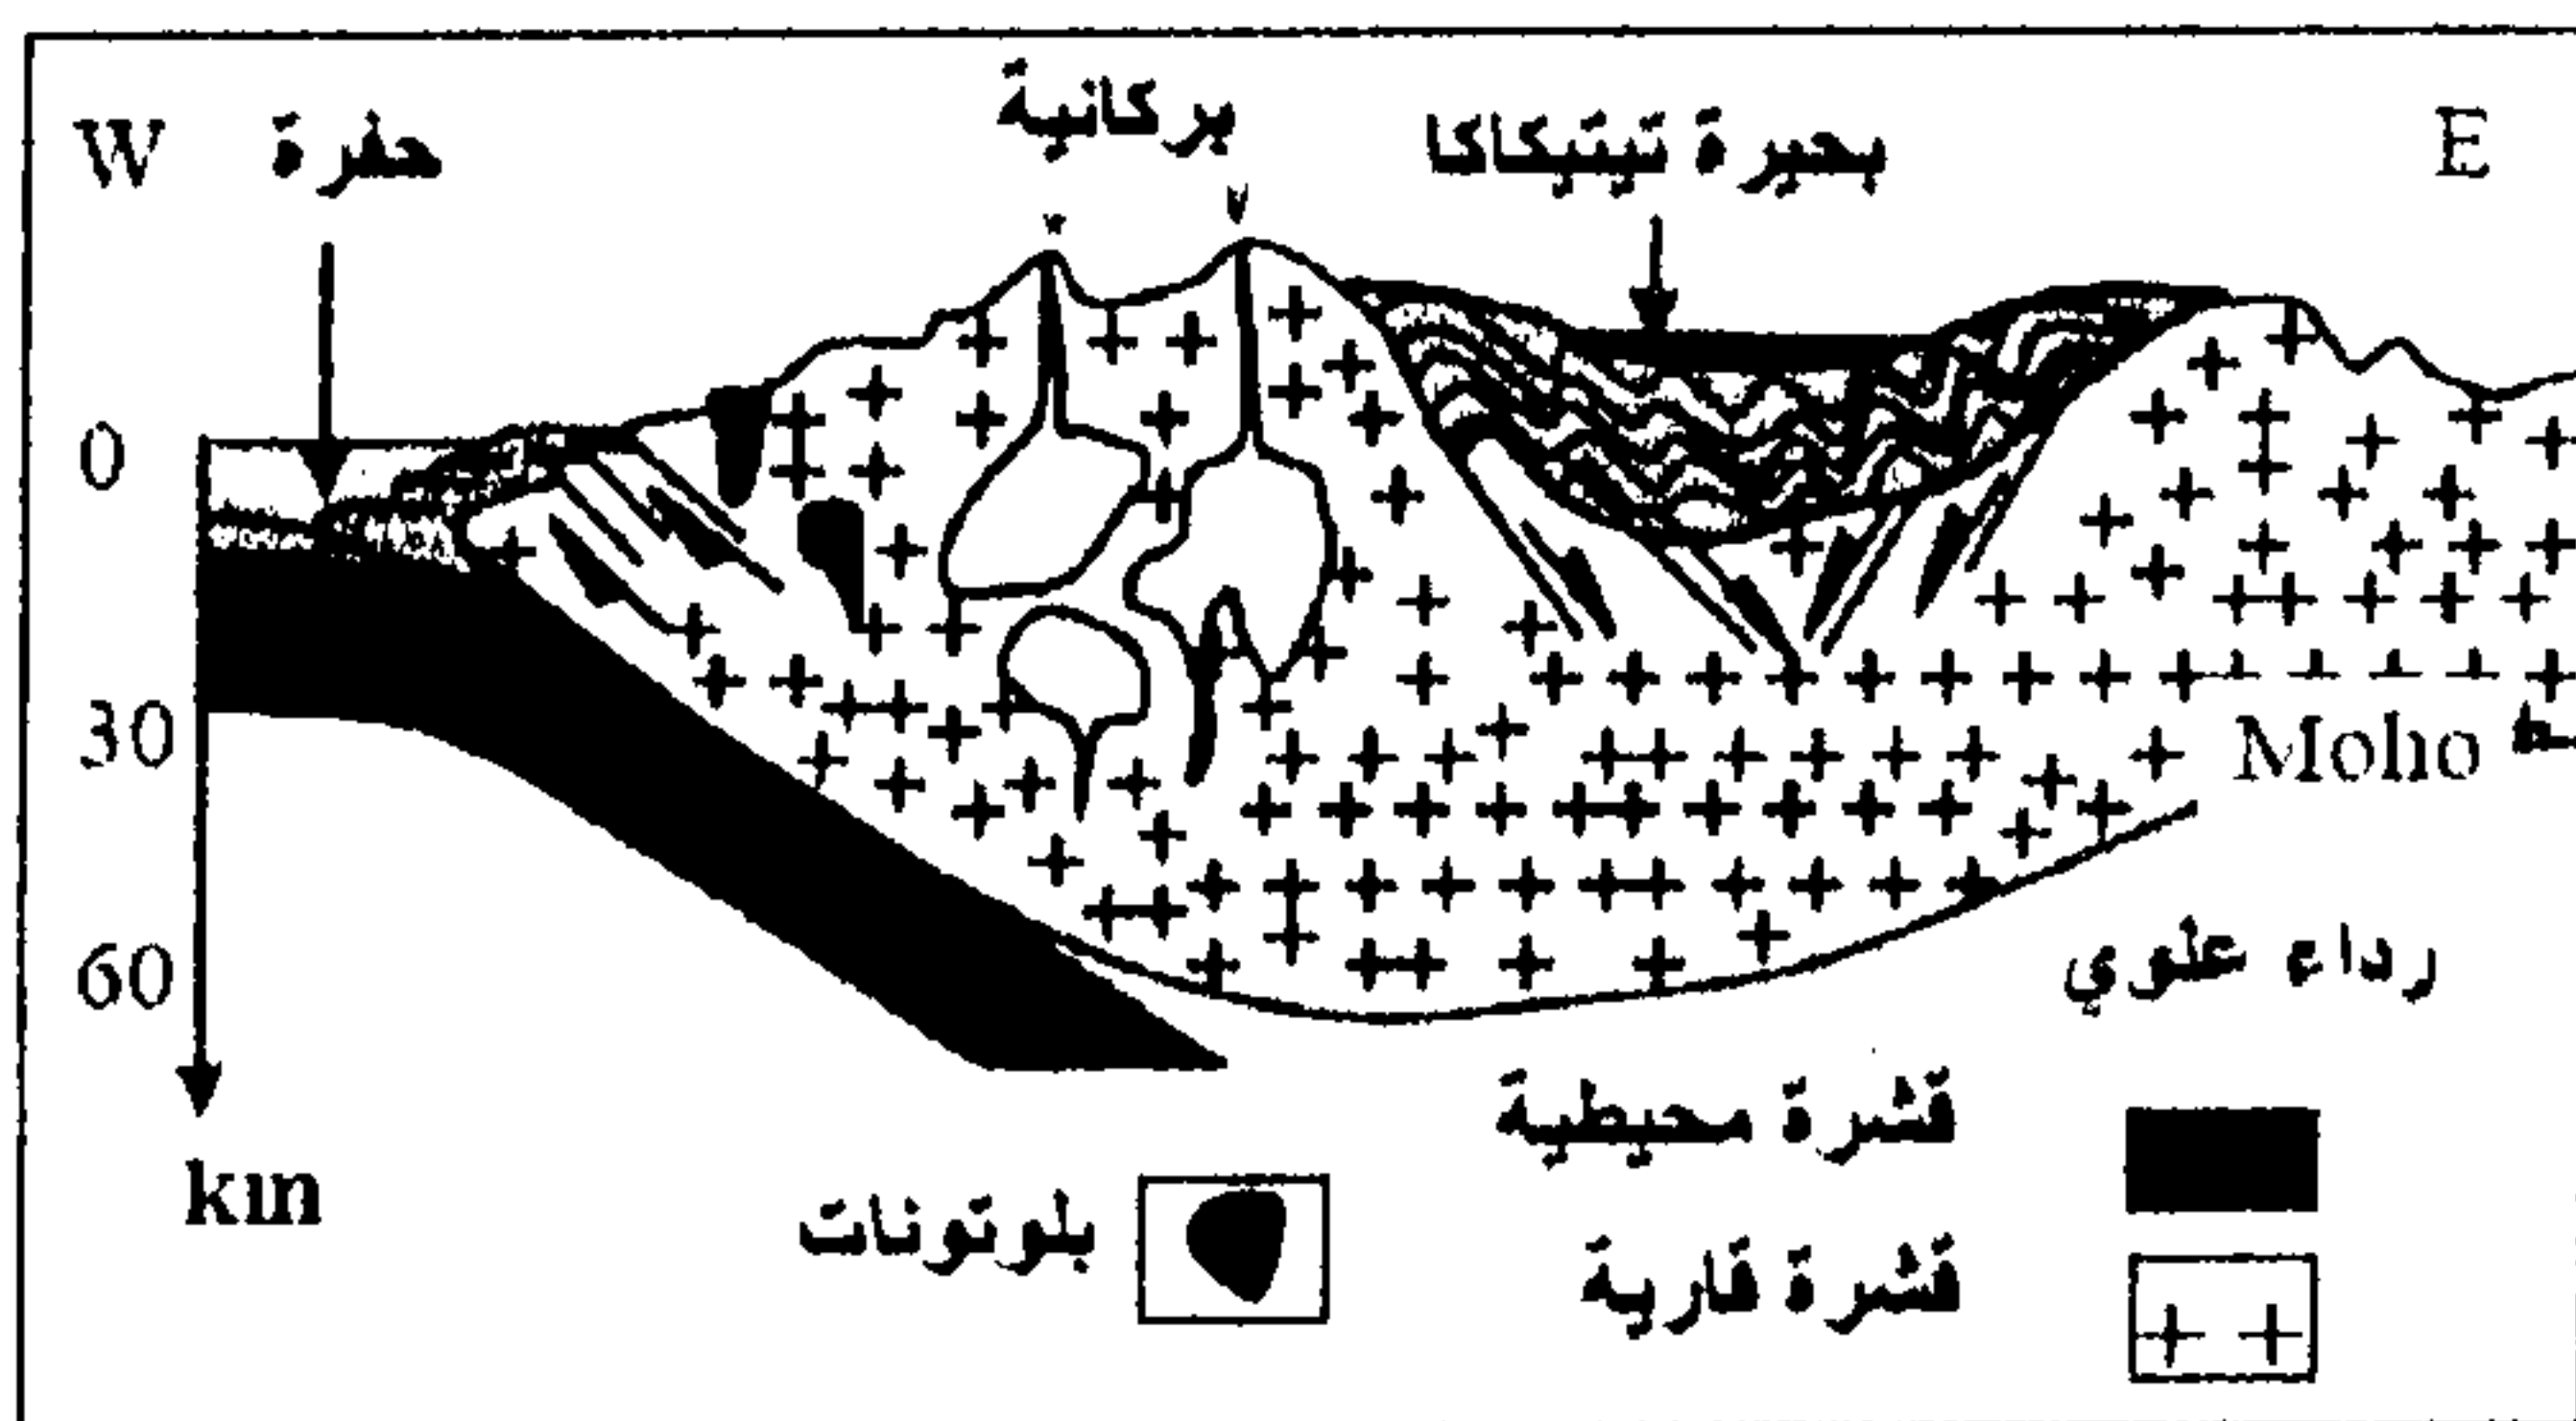 W
حفرة
بركانية
بحيرة تيتيكاكا
E
0
30
60
km
Moho
رداء علوي
قشرة محيطية
قشرة قارية
بلوتونات